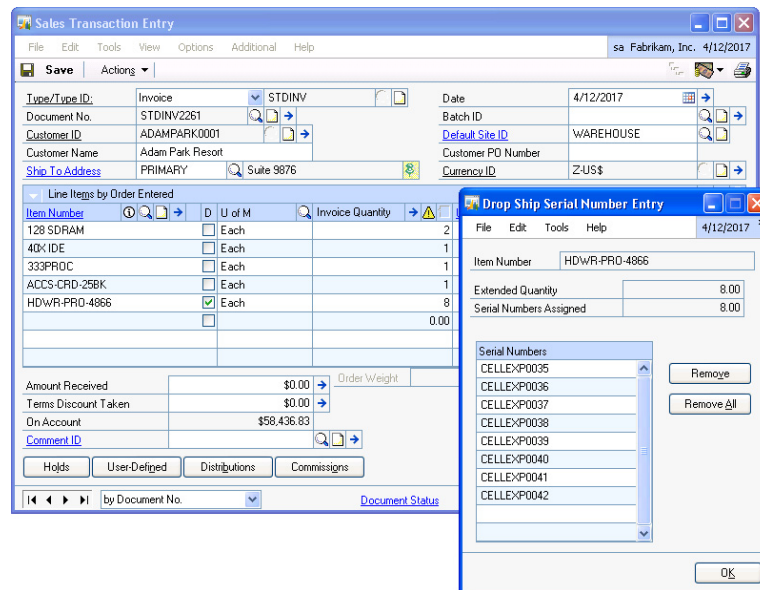 Sales Transaction Entry
File Edit Tools View Options Additional Help sa Fabrikam, Inc. 4/12/2017
Save Actions
Type/Type ID: Invoice STDINV Date 4/12/2017
Document No. STDINV2261 Batch ID
Customer ID ADAMPARK0001 Default Site ID WAREHOUSE
Customer Name Adam Park Resort Customer PO Number
Ship To Address PRIMARY Suite 9876 Currency ID Z-US$
Line Items by Order Entered
Item Number D U of M Invoice Quantity
128 SDRAM Each 2
40X IDE Each 1
333PROC Each 1
ACCS-CRD-25BK Each 1
HDWR-PRO-4866 Each 8
0.00
Amount Received $0.00 Order Weight
Terms Discount Taken $0.00
On Account $58,436.83
Comment ID
Holds User-Defined Distributions Commissions
by Document No. Document Status
Drop Ship Serial Number Entry
File Edit Tools Help 4/12/2017
Item Number HDWR-PRO-4866
Extended Quantity 8.00
Serial Numbers Assigned 8.00
Serial Numbers
CELLEXP0035
CELLEXP0036
CELLEXP0037
CELLEXP0038
CELLEXP0039
CELLEXP0040
CELLEXP0041
CELLEXP0042
Remove
Remove All
OK